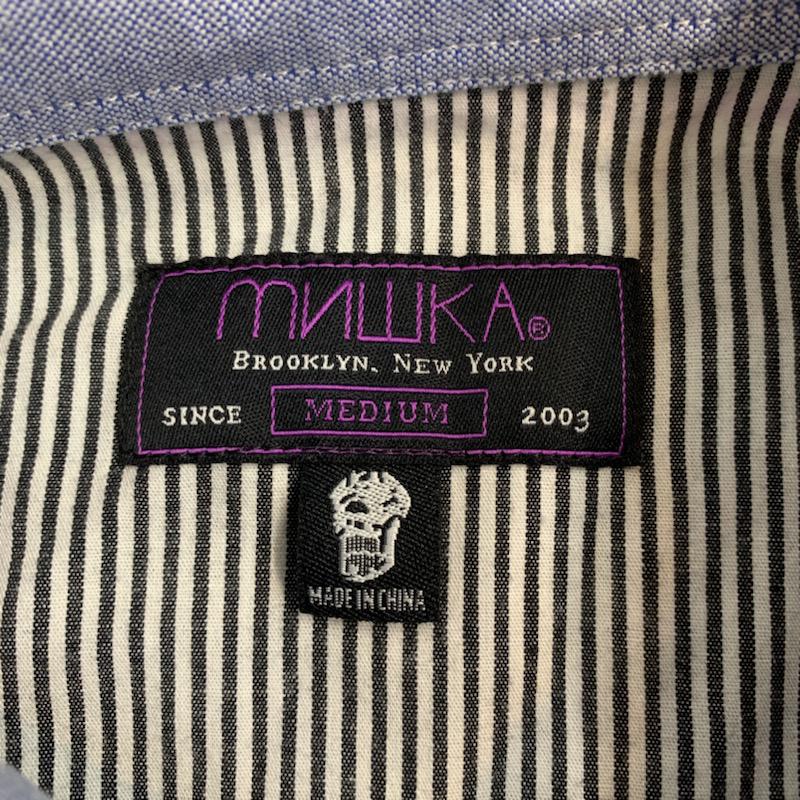 мишкА®
BROOKLYN, NEW YORK
SINCE MEDIUM 2003
MADE IN CHINA